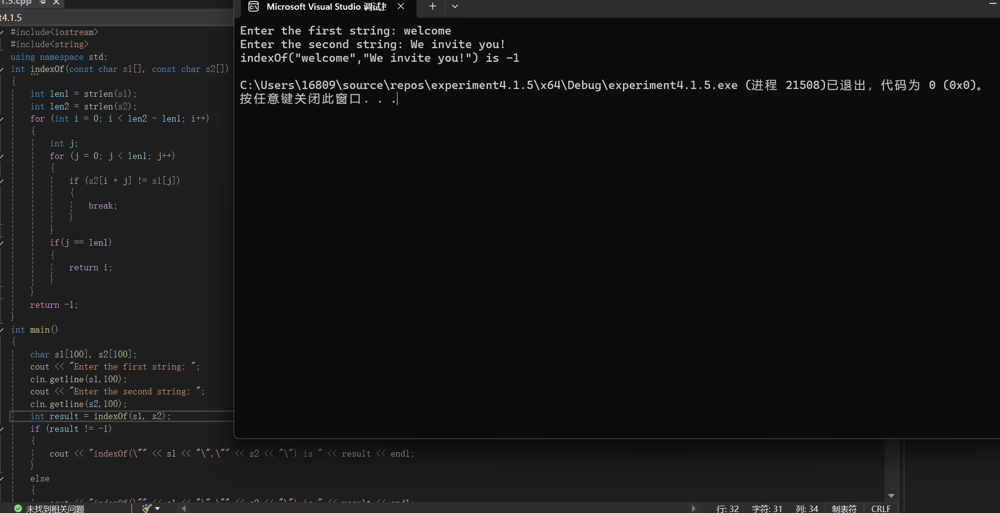 1.5.cpp
t4.1.5
#include<iostream>
#include<string>
using namespace std;
int indexOf(const char s1[], const char s2[])
{
int len1 = strlen(s1);
int len2 = strlen(s2);
for (int i = 0; i < len2 - len1; i++)
{
int j;
for (j = 0; j < len1; j++)
{
if (s2[i + j] != s1[j])
{
break;
}
}
if(j == len1)
{
return i;
}
}
return -1;
}
int main()
{
char s1[100], s2[100];
cout << "Enter the first string: ";
cin.getline(s1,100);
cout << "Enter the second string: ";
cin.getline(s2,100);
int result = indexOf(s1, s2);
if (result != -1)
{
cout << "indexOf(\"" << s1 << "\",\"" << s2 << "\") is " << result << endl;
}
else
{
cout << "indexOf(\"" << s1 << "\",\"" << s2 << "\") is " << result << endl;
未找到相关问题
行: 32 字符: 31 列: 34 制表符 CRLF
Microsoft Visual Studio 调试控
Enter the first string: welcome
Enter the second string: We invite you!
indexOf("welcome","We invite you!") is -1
C:\Users\16809\source\repos\experiment4.1.5\x64\Debug\experiment4.1.5.exe (进程 21508)已退出，代码为 0 (0x0)。
按任意键关闭此窗口. . .